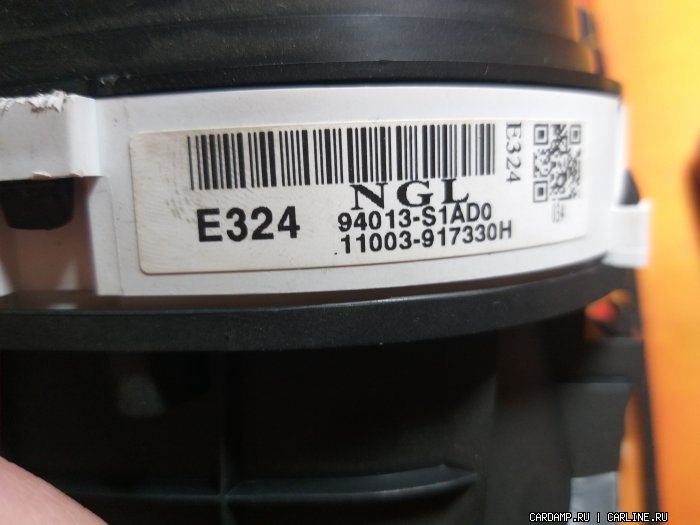 E324
NGL
E324
94013-S1AD0
11003-917330H
CARDAMP.RU | CARLINE.RU